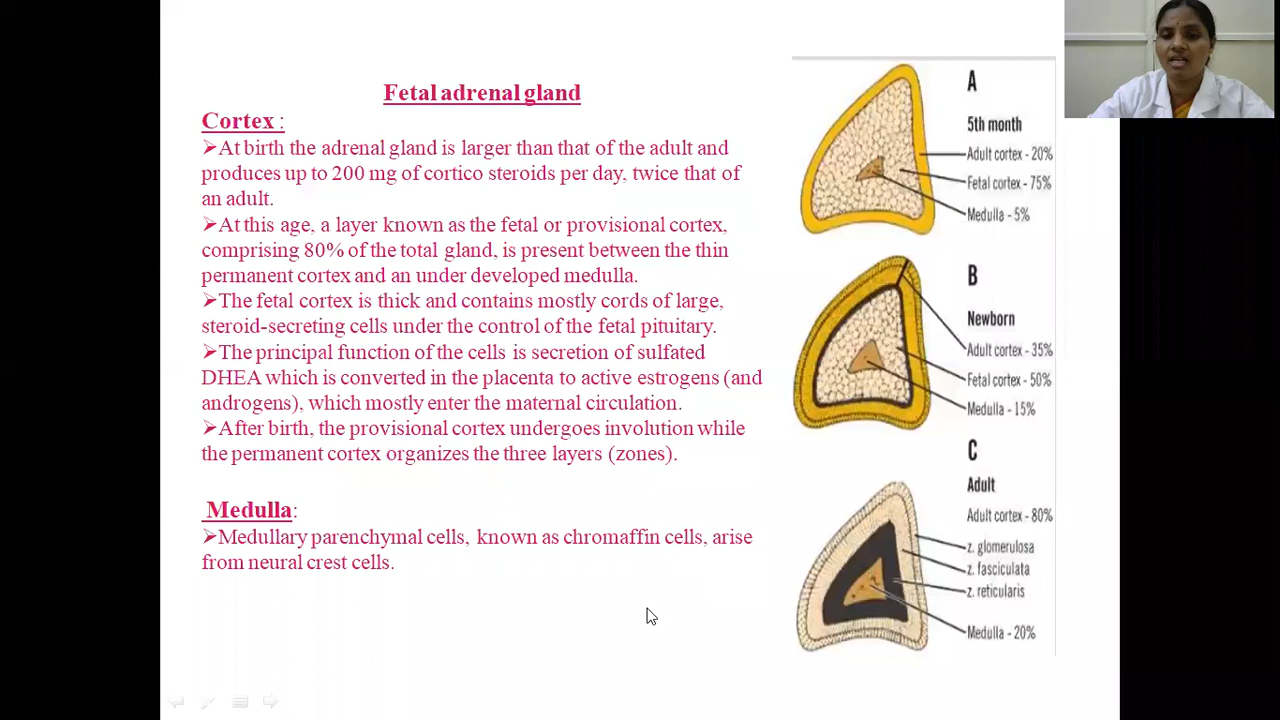 Fetal adrenal gland
Cortex :
➢At birth the adrenal gland is larger than that of the adult and
produces up to 200 mg of cortico steroids per day, twice that of
an adult.
➢At this age, a layer known as the fetal or provisional cortex,
comprising 80% of the total gland, is present between the thin
permanent cortex and an under developed medulla.
➢The fetal cortex is thick and contains mostly cords of large,
steroid-secreting cells under the control of the fetal pituitary.
➢The principal function of the cells is secretion of sulfated
DHEA which is converted in the placenta to active estrogens (and
androgens), which mostly enter the maternal circulation.
➢After birth, the provisional cortex undergoes involution while
the permanent cortex organizes the three layers (zones).
Medulla:
➢Medullary parenchymal cells, known as chromaffin cells, arise
from neural crest cells.
A
5th month
Adult cortex - 20%
Fetal cortex - 75%
Medulla - 5%
B
Newborn
Adult cortex - 35%
Fetal cortex - 50%
Medulla - 15%
C
Adult
Adult cortex - 80%
z. glomerulosa
z. fasciculata
z. reticularis
Medulla - 20%